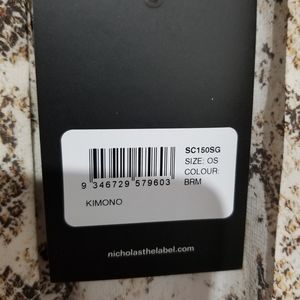 SC150SG
SIZE: OS
COLOUR:
BRM
9 346729 579603
KIMONO
nicholasthelabel.com